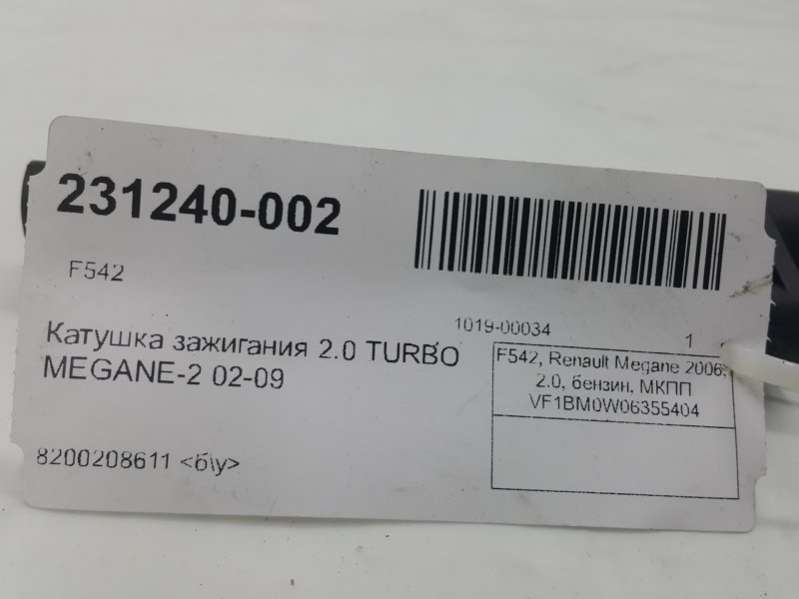 231240-002
F542
Катушка зажигания 2.0 TURBO
MEGANE-2 02-09
8200208611 <б\у>
1019-00034
1
F542, Renault Megane 2006,
2.0, бензин, МКПП
VF1BM0W06355404